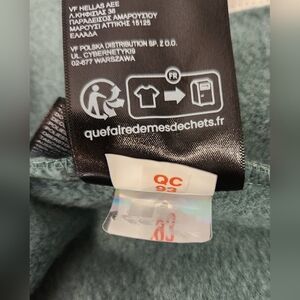 VF HELLAS AEE
Λ.ΚΗΦΙΣΙΑΣ 36
ΠΑΡΑΔΕΙΣΟΣ ΑΜΑΡΟΥΣΙΟΥ
ΜΑΡΟΥΣΙ ΑΤΤΙΚΗΣ 15125
ΕΛΛΑΔΑ
VF POLSKA DISTRIBUTION SP. Z O.O.
UL. CYBERNETYKI9
02-677 WARSZAWA
FR
quefairedemesdechets.fr
QC
93